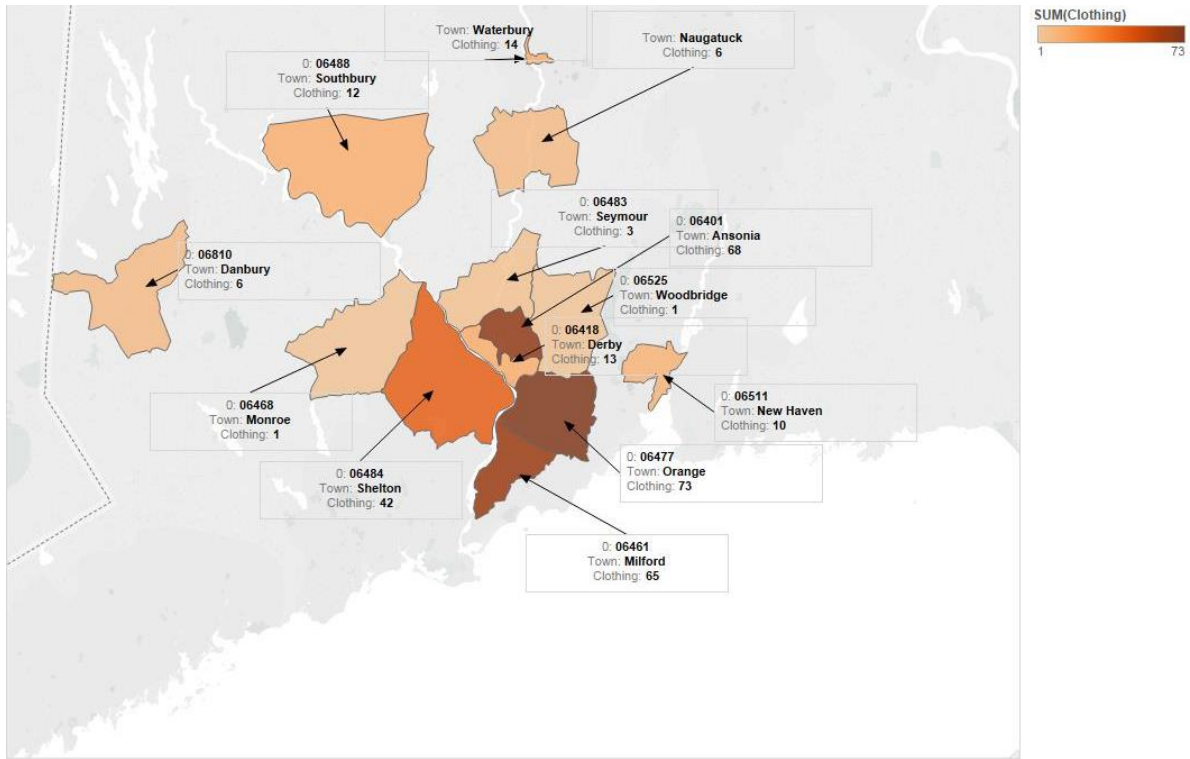 SUM(Clothing)
1 73
Town: Waterbury
Clothing: 14
Town: Naugatuck
Clothing: 6
0: 06488
Town: Southbury
Clothing: 12
0: 06483
Town: Seymour
Clothing: 3
0: 06401
Town: Ansonia
Clothing: 68
0: 06810
Town: Danbury
Clothing: 6
0: 06525
Town: Woodbridge
Clothing: 1
0: 06418
Town: Derby
Clothing: 13
0: 06511
Town: New Haven
Clothing: 10
0: 06468
Town: Monroe
Clothing: 1
0: 06477
Town: Orange
Clothing: 73
0: 06484
Town: Shelton
Clothing: 42
0: 06461
Town: Milford
Clothing: 65